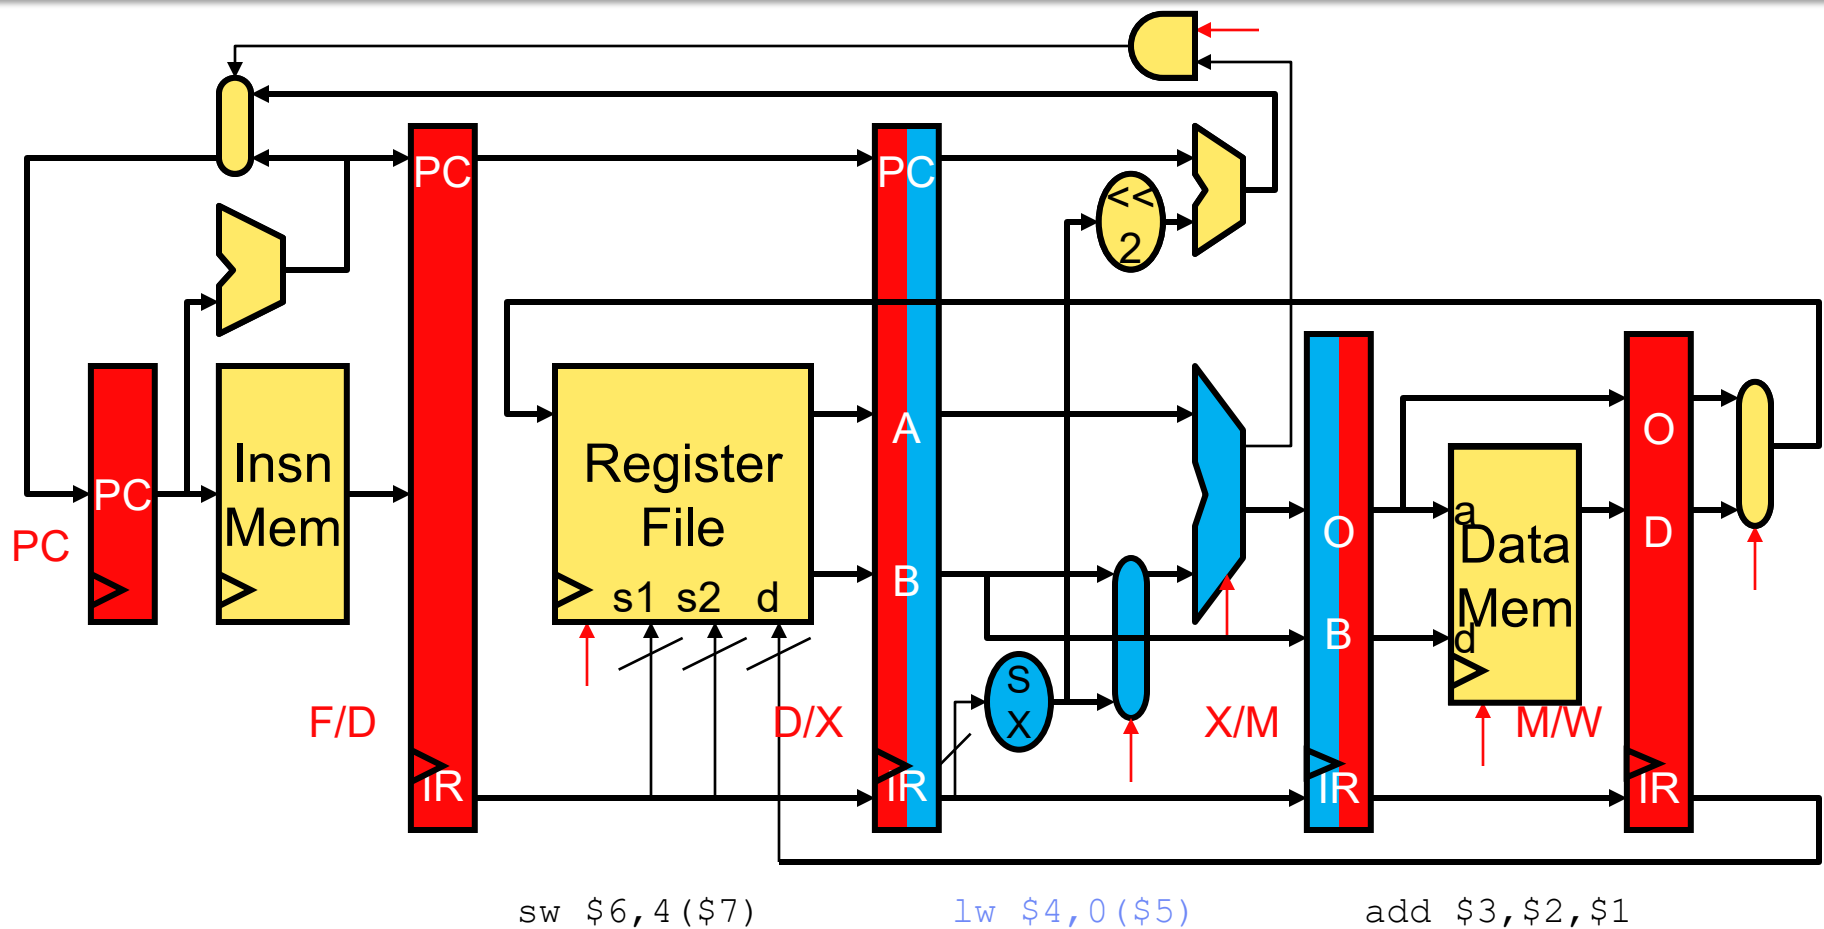 PC
PC
<<
2
A
Insn
Mem
Register
File
O
PC
PC
a
Data
Mem
d
O
D
B
s1 s2 d
O
B
S
X
F/D
D/X
X/M
M/W
IR
IR
IR
IR
sw $6,4($7)
lw $4,0($5)
add $3,$2,$1